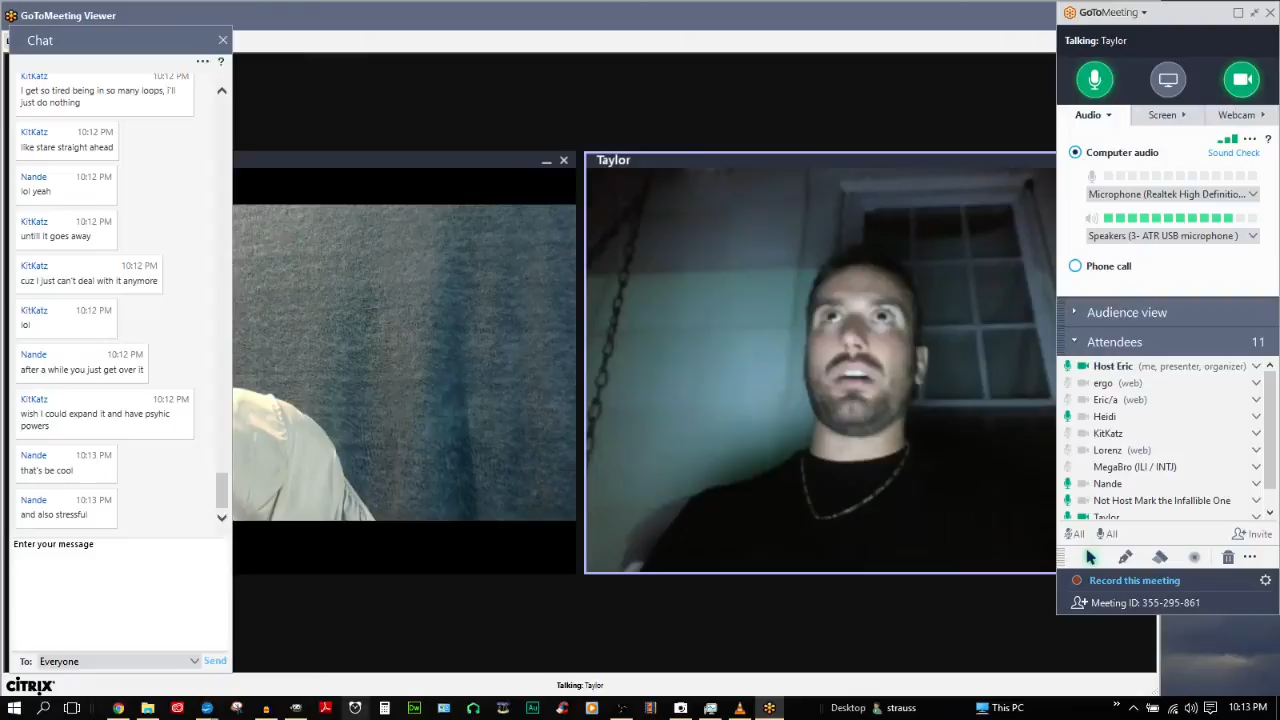 GoToMeeting Viewer
Chat
... ?
KitKatz 10:12 PM
I get so tired being in so many loops, i'll
just do nothing
KitKatz 10:12 PM
like stare straight ahead
Nande 10:12 PM
lol yeah
KitKatz 10:12 PM
untill it goes away
KitKatz 10:12 PM
cuz I just can't deal with it anymore
KitKatz 10:12 PM
lol
Nande 10:12 PM
after a while you just get over it
KitKatz 10:12 PM
wish I could expand it and have psyhic
powers
Nande 10:13 PM
that's be cool
Nande 10:13 PM
and also stressful
Enter your message
To: Everyone Send
CITRIX
Taylor
Talking: Taylor
GoToMeeting
Talking: Taylor
Audio Screen Webcam
... ?
Computer audio Sound Check
Microphone (Realtek High Definitio...
Speakers (3- ATR USB microphone )
Phone call
Audience view
Attendees 11
Host Eric (me, presenter, organizer)
ergo (web)
Eric/a (web)
Heidi
KitKatz
Lorenz (web)
MegaBro (ILI / INTJ)
Nande
Not Host Mark the Infallible One
Taylor
All All Invite
Record this meeting
Meeting ID: 355-295-861
Dw Au Desktop strauss This PC 10:13 PM